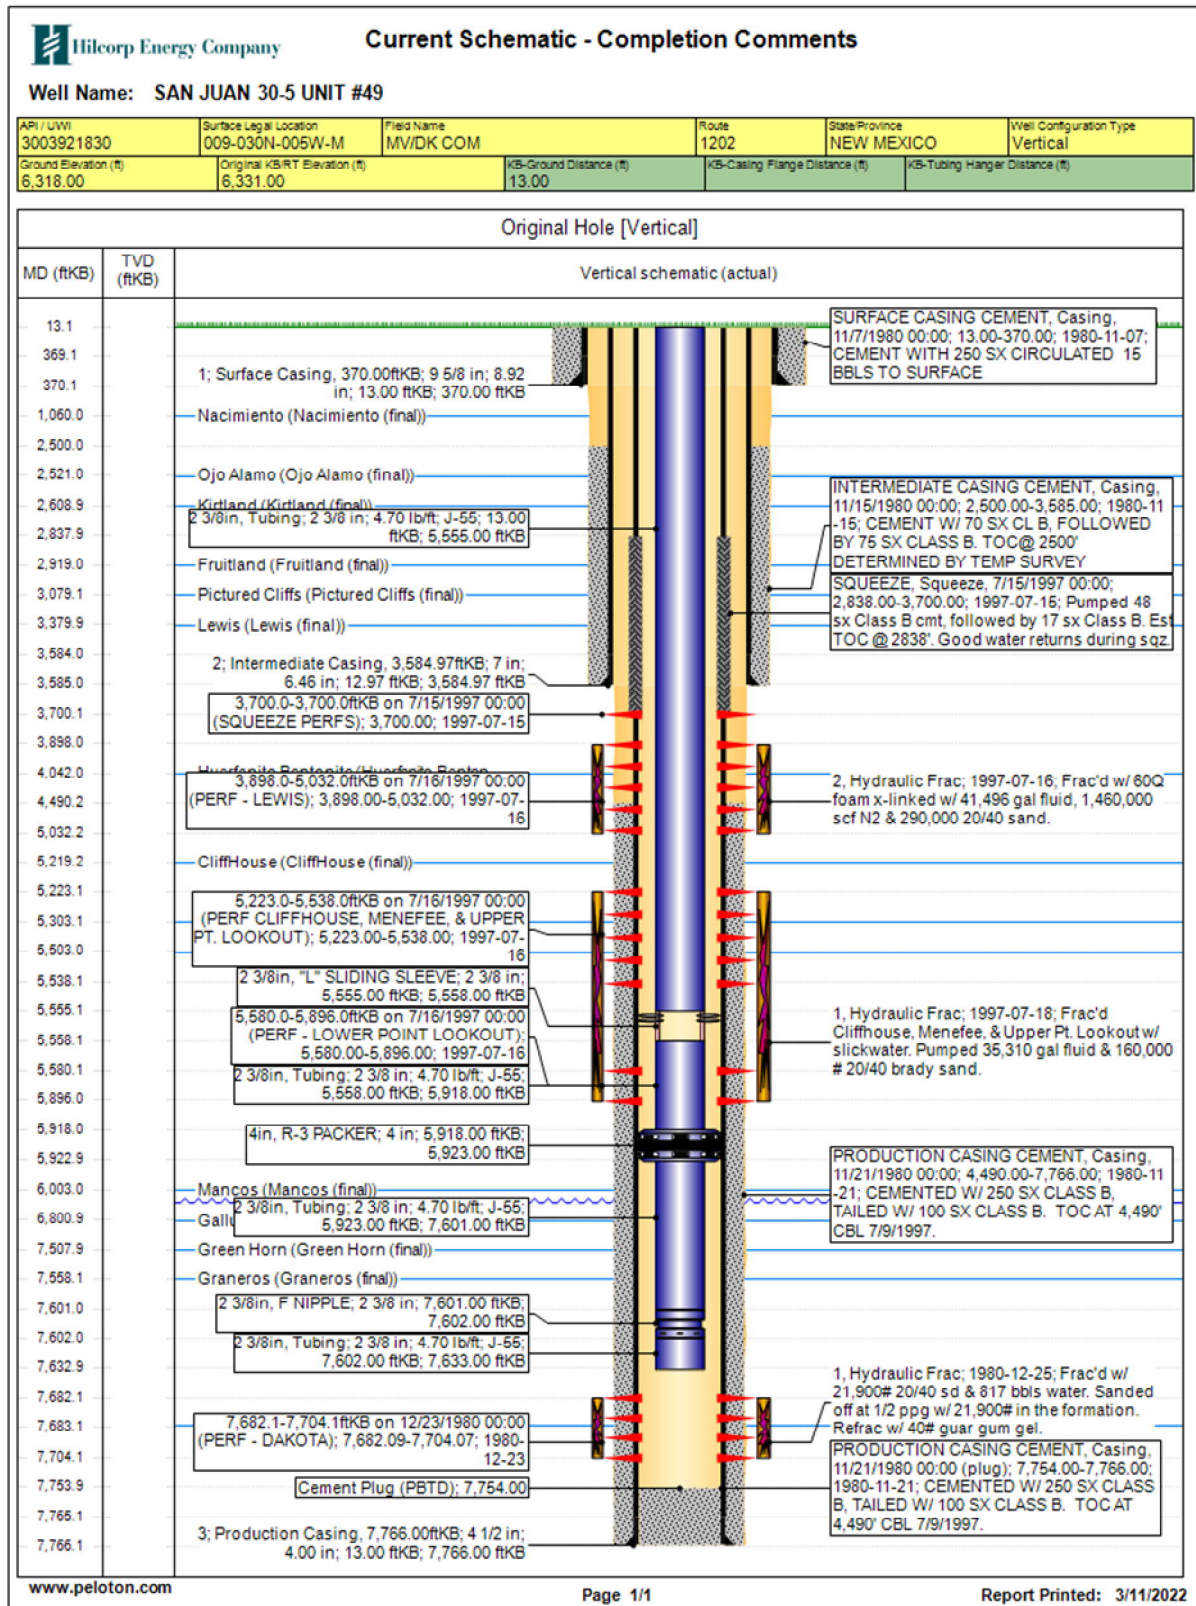 Hilcorp Energy Company
Current Schematic - Completion Comments
Well Name: SAN JUAN 30-5 UNIT #49
API / UWI
3003921830
Surface Legal Location
009-030N-005W-M
Field Name
MV/DK COM
Route
1202
State/Province
NEW MEXICO
Well Configuration Type
Vertical
Ground Elevation (ft)
6,318.00
Original KB/RT Elevation (ft)
6,331.00
KB-Ground Distance (ft)
13.00
KB-Casing Flange Distance (ft)
KB-Tubing Hanger Distance (ft)
Original Hole [Vertical]
MD (ftKB)
TVD
(ftKB)
Vertical schematic (actual)
13.1
369.1
370.1
1,060.0
2,500.0
2,521.0
2,608.9
2,837.9
2,919.0
3,079.1
3,379.9
3,584.0
3,585.0
3,700.1
3,898.0
4,042.0
4,490.2
5,032.2
5,219.2
5,223.1
5,303.1
5,503.0
5,538.1
5,555.1
5,558.1
5,580.1
5,896.0
5,918.0
5,922.9
6,003.0
6,800.9
7,507.9
7,558.1
7,601.0
7,602.0
7,632.9
7,682.1
7,683.1
7,704.1
7,753.9
7,765.1
7,766.1
1; Surface Casing, 370.00ftKB; 9 5/8 in; 8.92
in; 13.00 ftKB; 370.00 ftKB
Nacimiento (Nacimiento (final))
Ojo Alamo (Ojo Alamo (final))
Kirtland (Kirtland (final))
2 3/8in, Tubing; 2 3/8 in; 4.70 lb/ft; J-55; 13.00
ftKB; 5,555.00 ftKB
Fruitland (Fruitland (final))
Pictured Cliffs (Pictured Cliffs (final))
Lewis (Lewis (final))
2; Intermediate Casing, 3,584.97ftKB; 7 in;
6.46 in; 12.97 ftKB; 3,584.97 ftKB
3,700.0-3,700.0ftKB on 7/15/1997 00:00
(SQUEEZE PERFS); 3,700.00; 1997-07-15
Huerfanito Bentonite (Huerfanito Benton
3,898.0-5,032.0ftKB on 7/16/1997 00:00
(PERF - LEWIS); 3,898.00-5,032.00; 1997-07-
16
CliffHouse (CliffHouse (final))
5,223.0-5,538.0ftKB on 7/16/1997 00:00
(PERF CLIFFHOUSE, MENEFEE, & UPPER
PT. LOOKOUT); 5,223.00-5,538.00; 1997-07-
16
2 3/8in, "L" SLIDING SLEEVE; 2 3/8 in;
5,555.00 ftKB; 5,558.00 ftKB
5,580.0-5,896.0ftKB on 7/16/1997 00:00
(PERF - LOWER POINT LOOKOUT);
5,580.00-5,896.00; 1997-07-16
2 3/8in, Tubing; 2 3/8 in; 4.70 lb/ft; J-55;
5,558.00 ftKB; 5,918.00 ftKB
4in, R-3 PACKER; 4 in; 5,918.00 ftKB;
5,923.00 ftKB
Mancos (Mancos (final))
2 3/8in, Tubing; 2 3/8 in; 4.70 lb/ft; J-55;
5,923.00 ftKB; 7,601.00 ftKB
Gallu
Green Horn (Green Horn (final))
Graneros (Graneros (final))
2 3/8in, F NIPPLE; 2 3/8 in; 7,601.00 ftKB;
7,602.00 ftKB
2 3/8in, Tubing; 2 3/8 in; 4.70 lb/ft; J-55;
7,602.00 ftKB; 7,633.00 ftKB
7,682.1-7,704.1ftKB on 12/23/1980 00:00
(PERF - DAKOTA); 7,682.09-7,704.07; 1980-
12-23
Cement Plug (PBTD); 7,754.00
3; Production Casing, 7,766.00ftKB; 4 1/2 in;
4.00 in; 13.00 ftKB; 7,766.00 ftKB
SURFACE CASING CEMENT, Casing,
11/7/1980 00:00; 13.00-370.00; 1980-11-07;
CEMENT WITH 250 SX CIRCULATED 15
BBLS TO SURFACE
INTERMEDIATE CASING CEMENT, Casing,
11/15/1980 00:00; 2,500.00-3,585.00; 1980-11
-15; CEMENT W/ 70 SX CL B, FOLLOWED
BY 75 SX CLASS B. TOC@ 2500'
DETERMINED BY TEMP SURVEY
SQUEEZE, Squeeze, 7/15/1997 00:00;
2,838.00-3,700.00; 1997-07-15; Pumped 48
sx Class B cmt, followed by 17 sx Class B. Est
TOC @ 2838'. Good water returns during sqz.
2, Hydraulic Frac; 1997-07-16; Frac'd w/ 60Q
foam x-linked w/ 41,496 gal fluid, 1,460,000
scf N2 & 290,000 20/40 sand.
1, Hydraulic Frac; 1997-07-18; Frac'd
Cliffhouse, Menefee, & Upper Pt. Lookout w/
slickwater. Pumped 35,310 gal fluid & 160,000
# 20/40 brady sand.
PRODUCTION CASING CEMENT, Casing,
11/21/1980 00:00; 4,490.00-7,766.00; 1980-11
-21; CEMENTED W/ 250 SX CLASS B,
TAILED W/ 100 SX CLASS B. TOC AT 4,490'
CBL 7/9/1997.
1, Hydraulic Frac; 1980-12-25; Frac'd w/
21,900# 20/40 sd & 817 bbls water. Sanded
off at 1/2 ppg w/ 21,900# in the formation.
Refrac w/ 40# guar gum gel.
PRODUCTION CASING CEMENT, Casing,
11/21/1980 00:00 (plug); 7,754.00-7,766.00;
1980-11-21; CEMENTED W/ 250 SX CLASS
B, TAILED W/ 100 SX CLASS B. TOC AT
4,490' CBL 7/9/1997.
www.peloton.com
Page 1/1
Report Printed: 3/11/2022